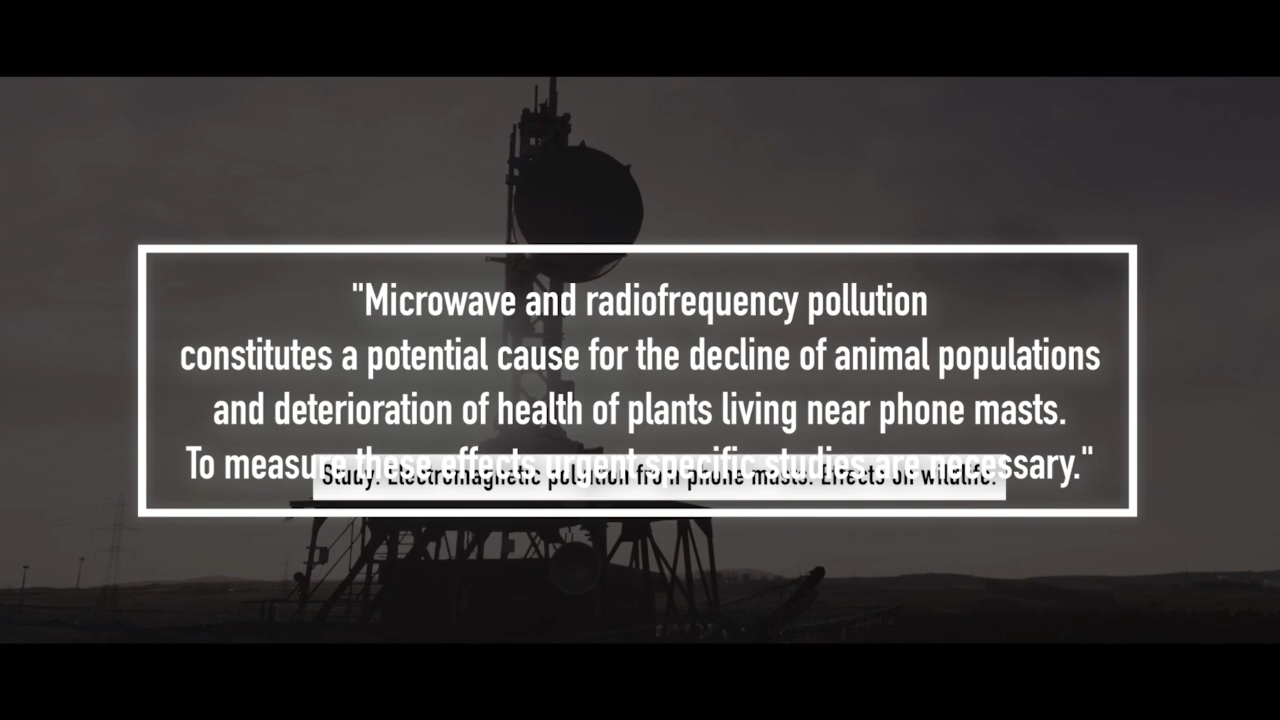 "Microwave and radiofrequency pollution
constitutes a potential cause for the decline of animal populations
and deterioration of health of plants living near phone masts.
To measure these effects urgent specific studies are necessary."
Study: Electromagnetic pollution from phone masts. Effects on wildlife.